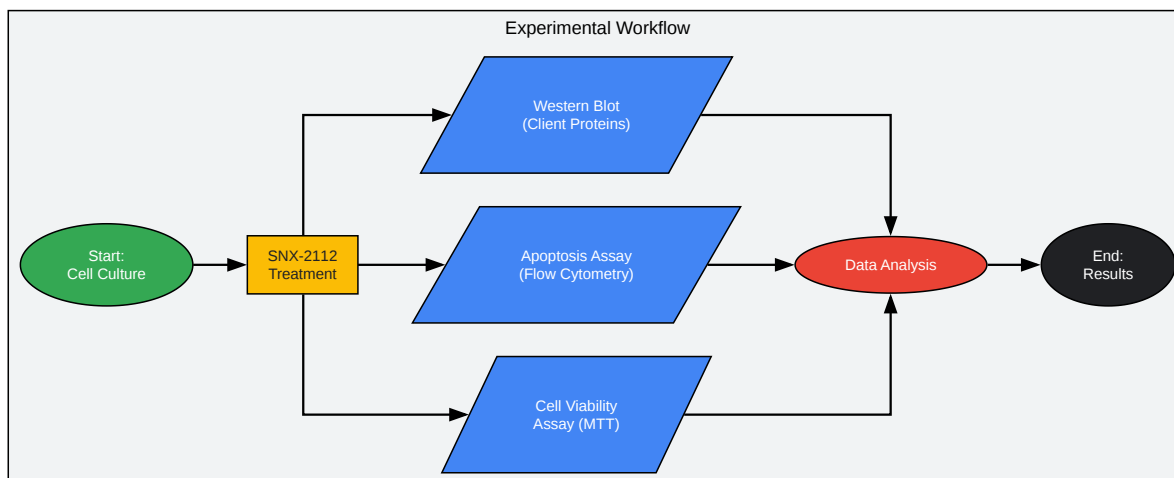 Experimental Workflow
Western Blot
(Client Proteins)
Start:
Cell Culture
SNX-2112
Treatment
Apoptosis Assay
(Flow Cytometry)
Data Analysis
End:
Results
Cell Viability
Assay (MTT)